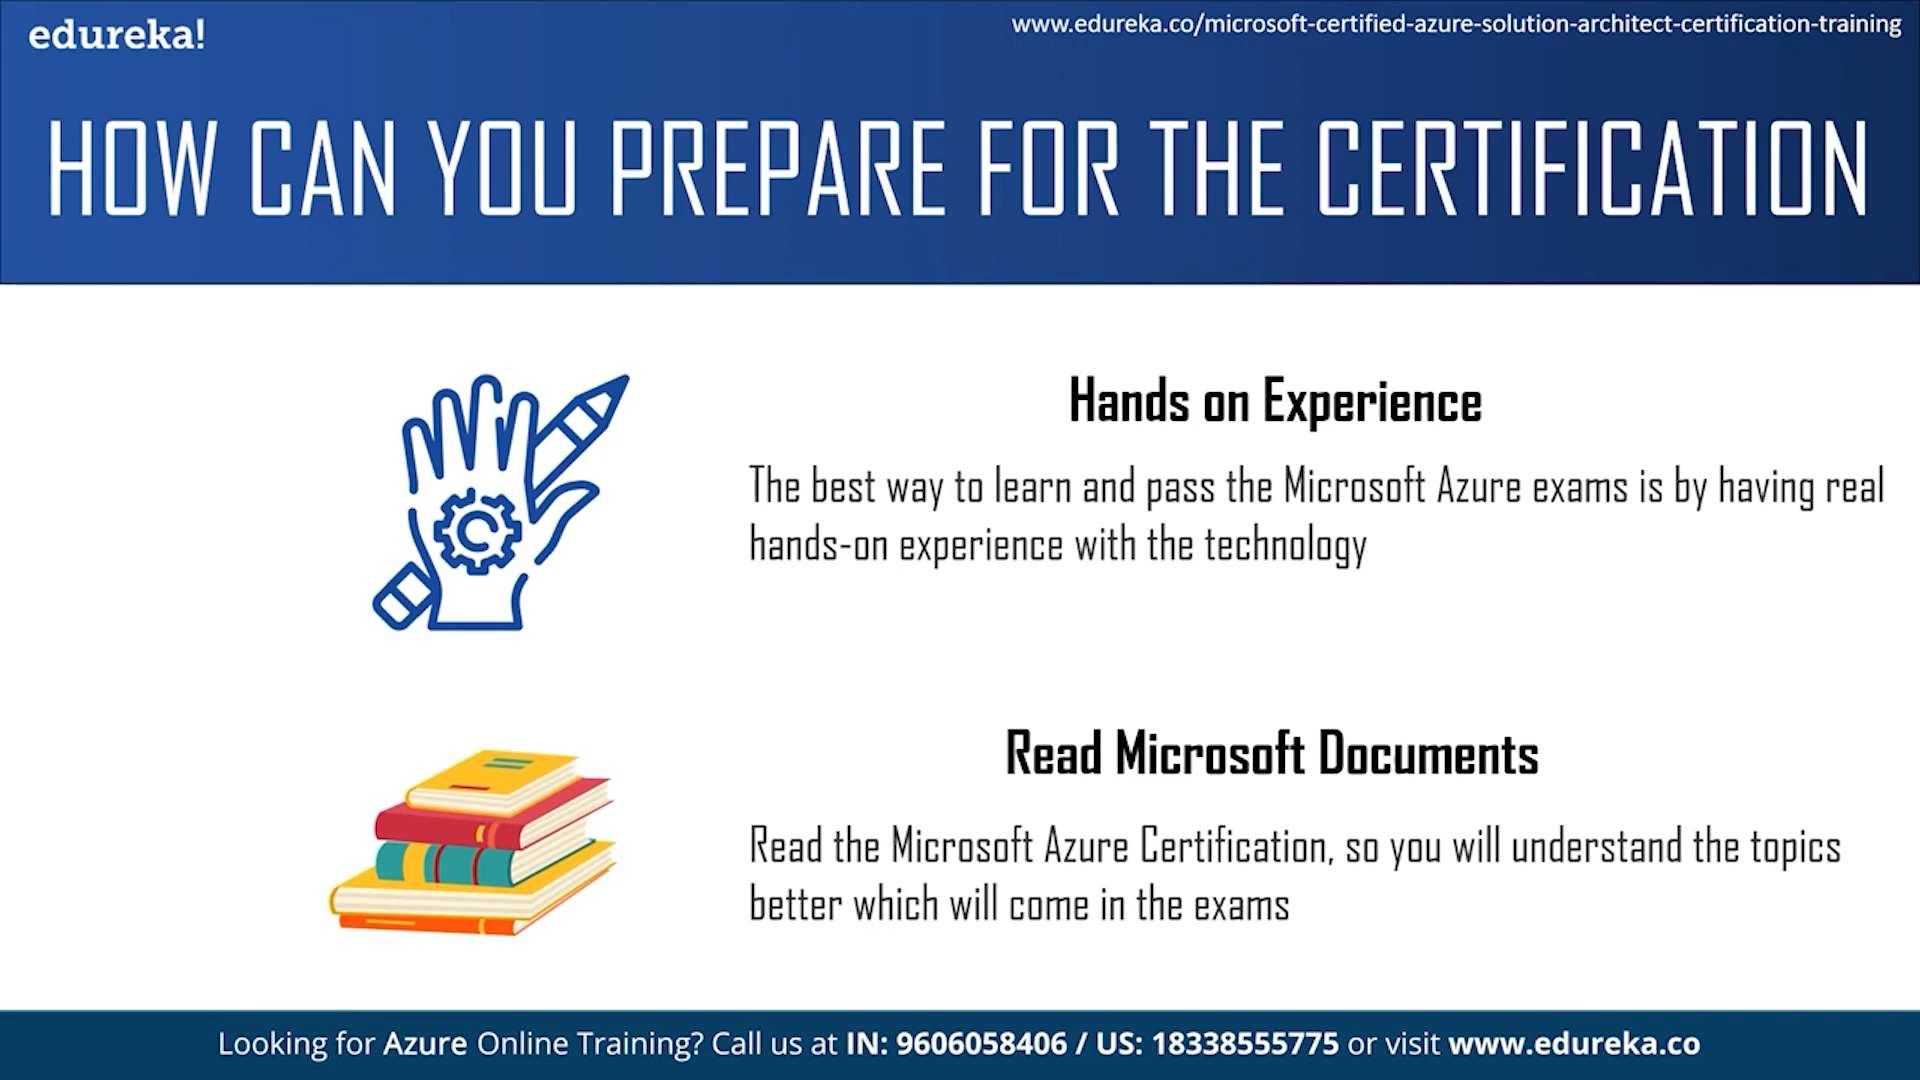 edureka!
www.edureka.co/microsoft-certified-azure-solution-architect-certification-training
HOW CAN YOU PREPARE FOR THE CERTIFICATION
Hands on Experience
The best way to learn and pass the Microsoft Azure exams is by having real
hands-on experience with the technology
Read Microsoft Documents
Read the Microsoft Azure Certification, so you will understand the topics
better which will come in the exams
Looking for Azure Online Training? Call us at IN: 9606058406 / US: 18338555775 or visit www.edureka.co